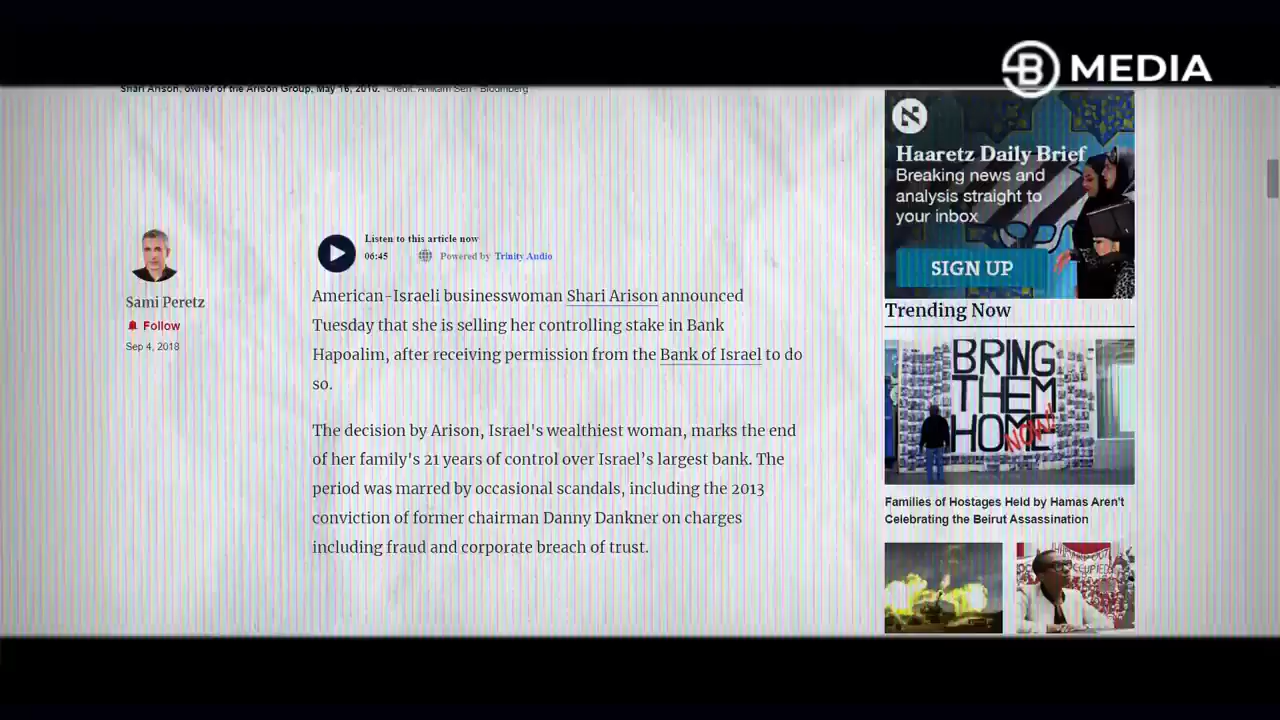 B MEDIA
Shari Arison, owner of the Arison Group, May 16, 2010. Credit: Amikam Seri - Bloomberg
Haaretz Daily Brief
Breaking news and
analysis straight to
your inbox
SIGN UP
Sami Peretz
Follow
Sep 4, 2018
Listen to this article now
06:45 Powered by Trinity Audio
American-Israeli businesswoman Shari Arison announced
Tuesday that she is selling her controlling stake in Bank
Hapoalim, after receiving permission from the Bank of Israel to do
so.
The decision by Arison, Israel's wealthiest woman, marks the end
of her family's 21 years of control over Israel’s largest bank. The
period was marred by occasional scandals, including the 2013
conviction of former chairman Danny Dankner on charges
including fraud and corporate breach of trust.
Trending Now
BRING
THEM
HOME
NOW!
Families of Hostages Held by Hamas Aren't
Celebrating the Beirut Assassination